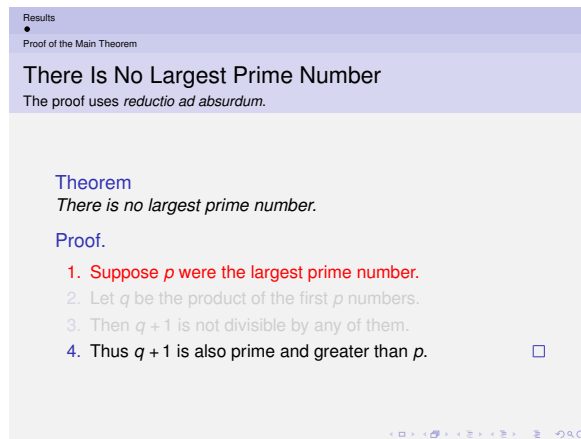 Results
Proof of the Main Theorem
There Is No Largest Prime Number
The proof uses reductio ad absurdum.
Theorem
There is no largest prime number.
Proof.
1. Suppose p were the largest prime number.
2. Let q be the product of the first p numbers.
3. Then q + 1 is not divisible by any of them.
4. Thus q + 1 is also prime and greater than p.